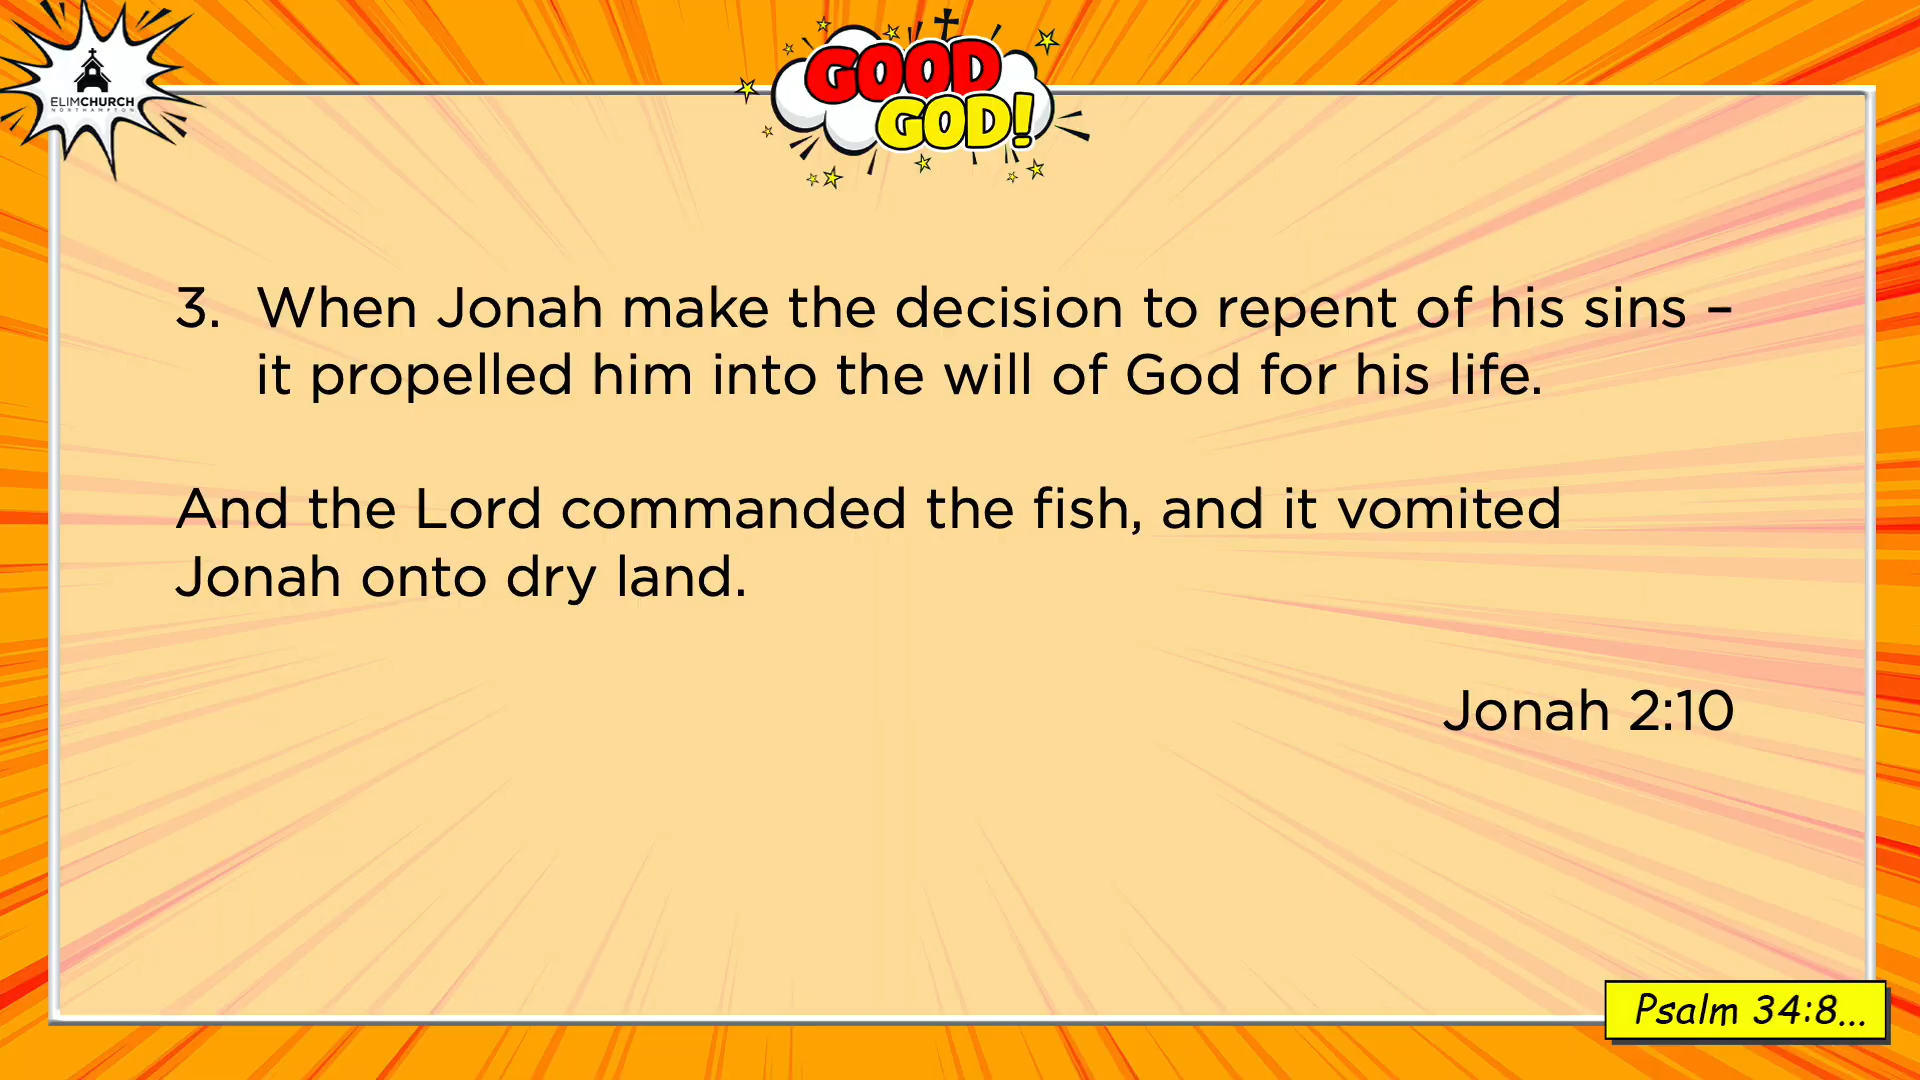 ELIMCHURCH
NORTHAMPTON
GOOD
GOD!
3. When Jonah make the decision to repent of his sins –
it propelled him into the will of God for his life.
And the Lord commanded the fish, and it vomited
Jonah onto dry land.
Jonah 2:10
Psalm 34:8...